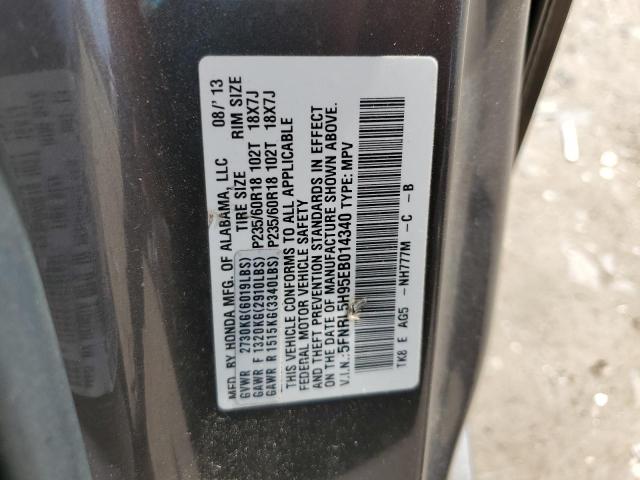 MFD. BY HONDA MFG. OF ALABAMA, LLC 08/'13
TIRE SIZE RIM SIZE
GVWR 2730KG(6019LBS)
GAWR F 1320KG(2910LBS) P235/60R18 102T 18X7J
GAWR R 1515KG(3340LBS) P235/60R18 102T 18X7J
THIS VEHICLE CONFORMS TO ALL APPLICABLE
FEDERAL MOTOR VEHICLE SAFETY
AND THEFT PREVENTION STANDARDS IN EFFECT
ON THE DATE OF MANUFACTURE SHOWN ABOVE.
V.I.N.: 5FNRL5H95EB014340 TYPE: MPV
TK8 E AG5 -NH777M -C -B